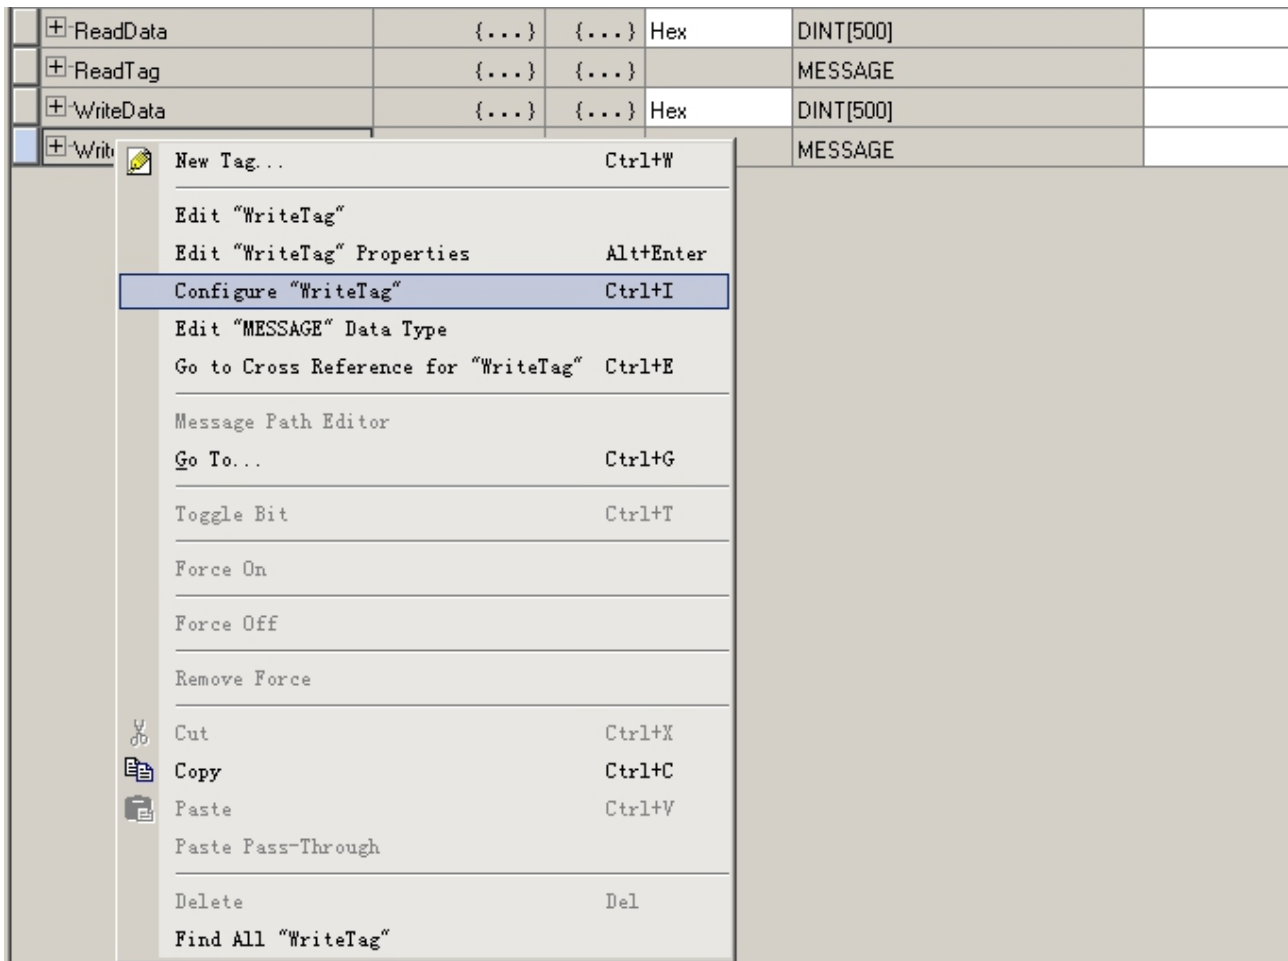 ReadData {...} {...} Hex DINT[500]
ReadTag {...} {...} MESSAGE
WriteData {...} {...} Hex DINT[500]
MESSAGE
New Tag... Ctrl+W
Edit "WriteTag"
Edit "WriteTag" Properties Alt+Enter
Configure "WriteTag" Ctrl+I
Edit "MESSAGE" Data Type
Go to Cross Reference for "WriteTag" Ctrl+E
Message Path Editor
Go To... Ctrl+G
Toggle Bit Ctrl+T
Force On
Force Off
Remove Force
Cut Ctrl+X
Copy Ctrl+C
Paste Ctrl+V
Paste Pass-Through
Delete Del
Find All "WriteTag"